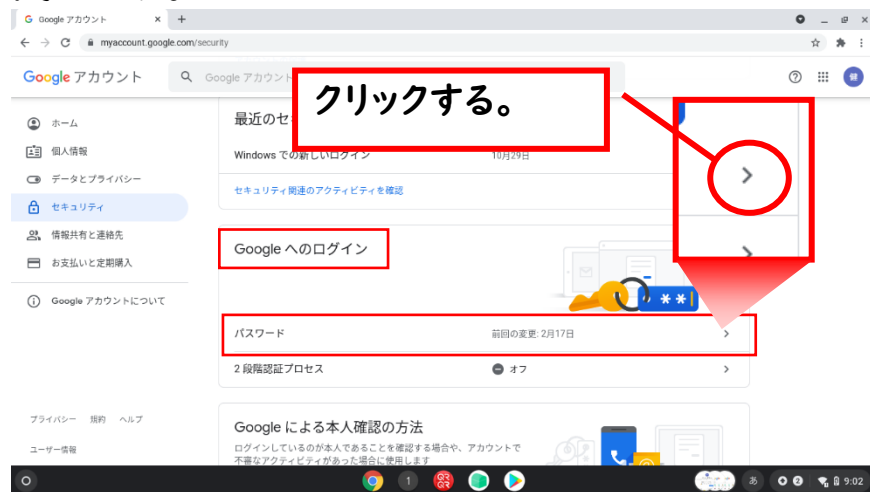 Google アカウント × +
myaccount.google.com/security
Google アカウント
Google アカウント
クリックする。
ホーム
個人情報
データとプライバシー
セキュリティ
情報共有と連絡先
お支払いと定期購入
Google アカウントについて
プライバシー 規約 ヘルプ
ユーザー情報
最近のセ
Windows での新しいログイン 10月29日
セキュリティ関連のアクティビティを確認
Google へのログイン
**
パスワード 前回の変更: 2月17日
2 段階認証プロセス オフ
Google による本人確認の方法
ログインしているのが本人であることを確認する場合や、アカウントで
不審なアクティビティがあった場合に使用します
1 あ 2 9:02